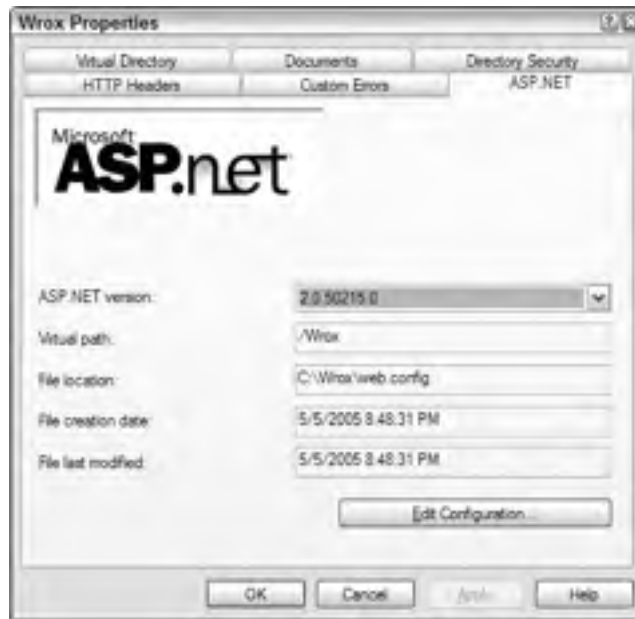 Wrox Properties
Virtual Directory Documents Directory Security
HTTP Headers Custom Errors ASP.NET
Microsoft
ASP.net
ASP.NET version: 2.0.50215.0
Virtual path: /Wrox
File location: C:\Wrox\web.config
File creation date: 5/5/2005 8:48:31 PM
File last modified: 5/5/2005 8:48:31 PM
Edit Configuration...
OK Cancel Apply Help